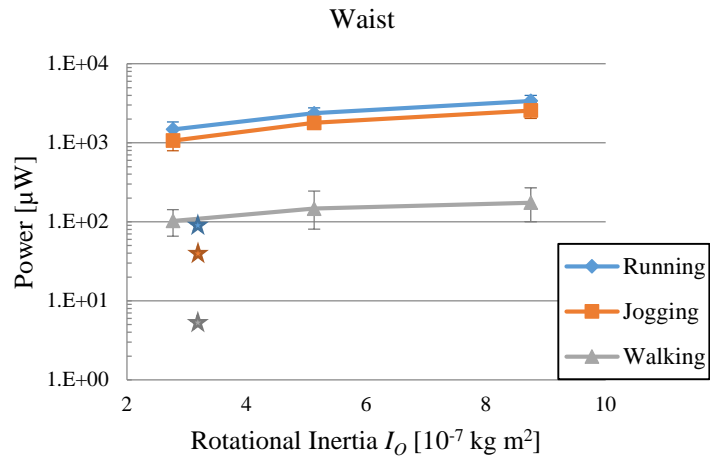 Waist
1.E+04
1.E+03
1.E+02
1.E+01
1.E+00
Power [µW]
2 4 6 8 10
Rotational Inertia I_O [10⁻⁷ kg m²]
Running
Jogging
Walking